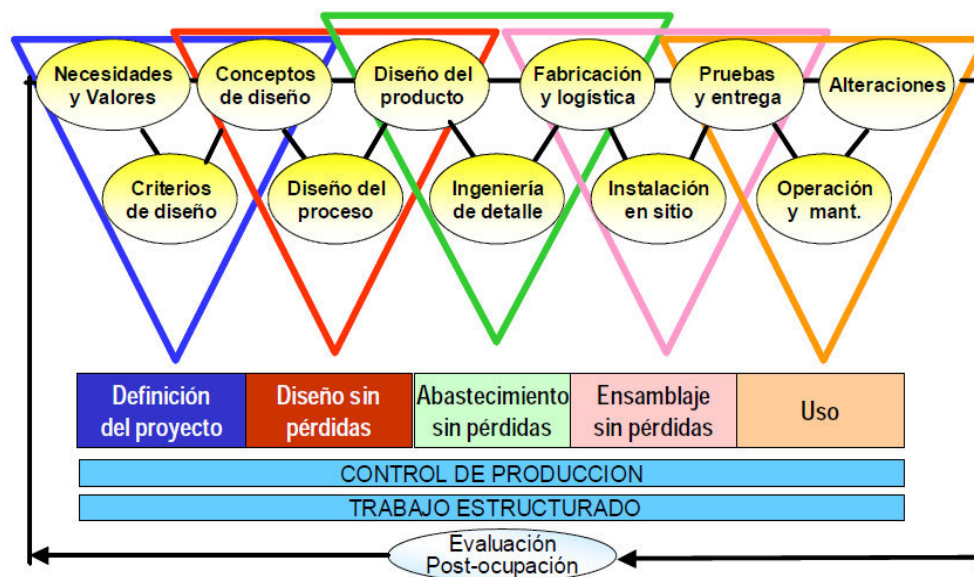 Necesidades
y Valores
Conceptos
de diseño
Diseño del
producto
Fabricación
y logística
Pruebas
y entrega
Alteraciones
Criterios
de diseño
Diseño del
proceso
Ingeniería
de detalle
Instalación
en sitio
Operación
y mant.
Definición
del proyecto
Diseño sin
pérdidas
Abastecimiento
sin pérdidas
Ensamblaje
sin pérdidas
Uso
CONTROL DE PRODUCCION
TRABAJO ESTRUCTURADO
Evaluación
Post-ocupación